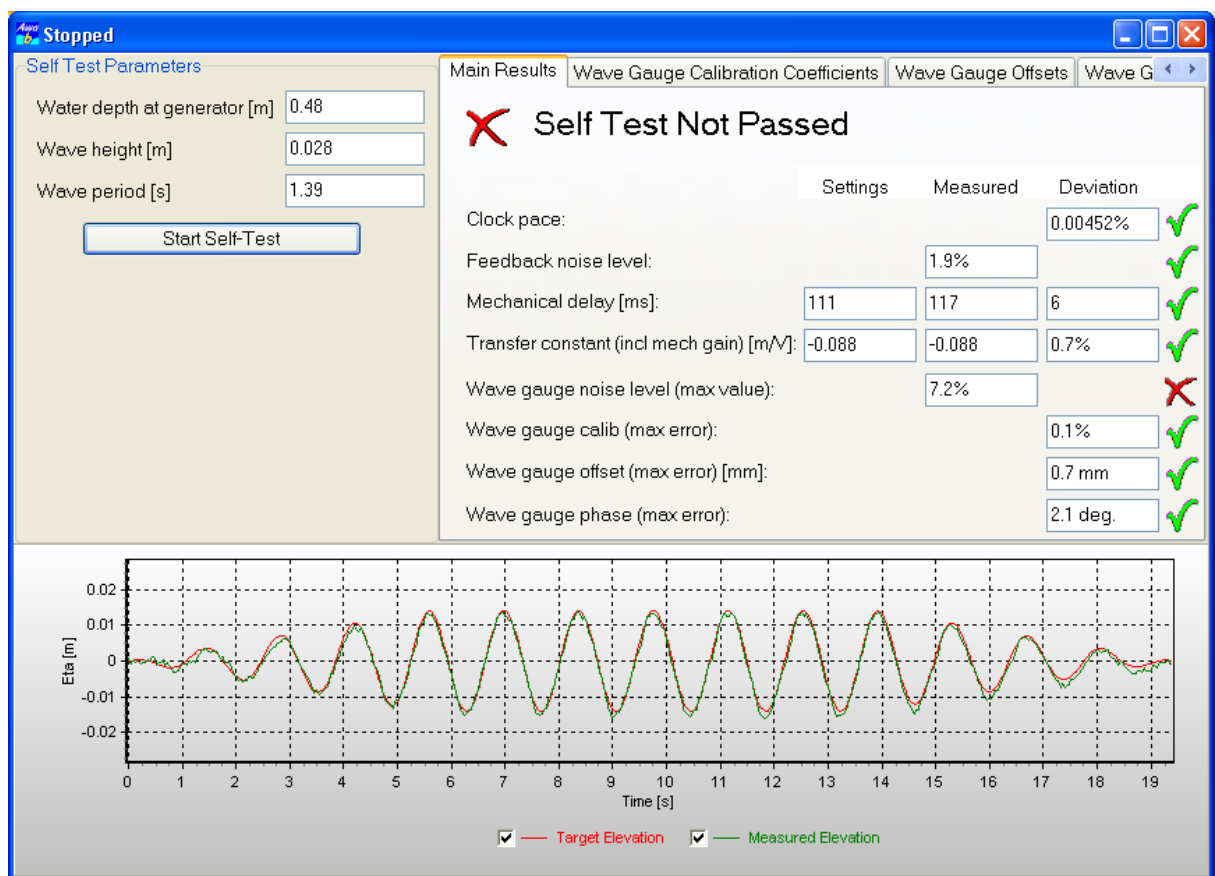 Stopped
Self Test Parameters
Water depth at generator [m] 0.48
Wave height [m] 0.028
Wave period [s] 1.39
Start Self-Test
Main Results Wave Gauge Calibration Coefficients Wave Gauge Offsets Wave G
Self Test Not Passed
Settings Measured Deviation
Clock pace: 0.00452%
Feedback noise level: 1.9%
Mechanical delay [ms]: 111 117 6
Transfer constant (incl mech gain) [m/V]: -0.088 -0.088 0.7%
Wave gauge noise level (max value): 7.2%
Wave gauge calib (max error): 0.1%
Wave gauge offset (max error) [mm]: 0.7 mm
Wave gauge phase (max error): 2.1 deg.
0.02
0.01
0
-0.01
-0.02
Eta [m]
0 1 2 3 4 5 6 7 8 9 10 11 12 13 14 15 16 17 18 19
Time [s]
Target Elevation Measured Elevation